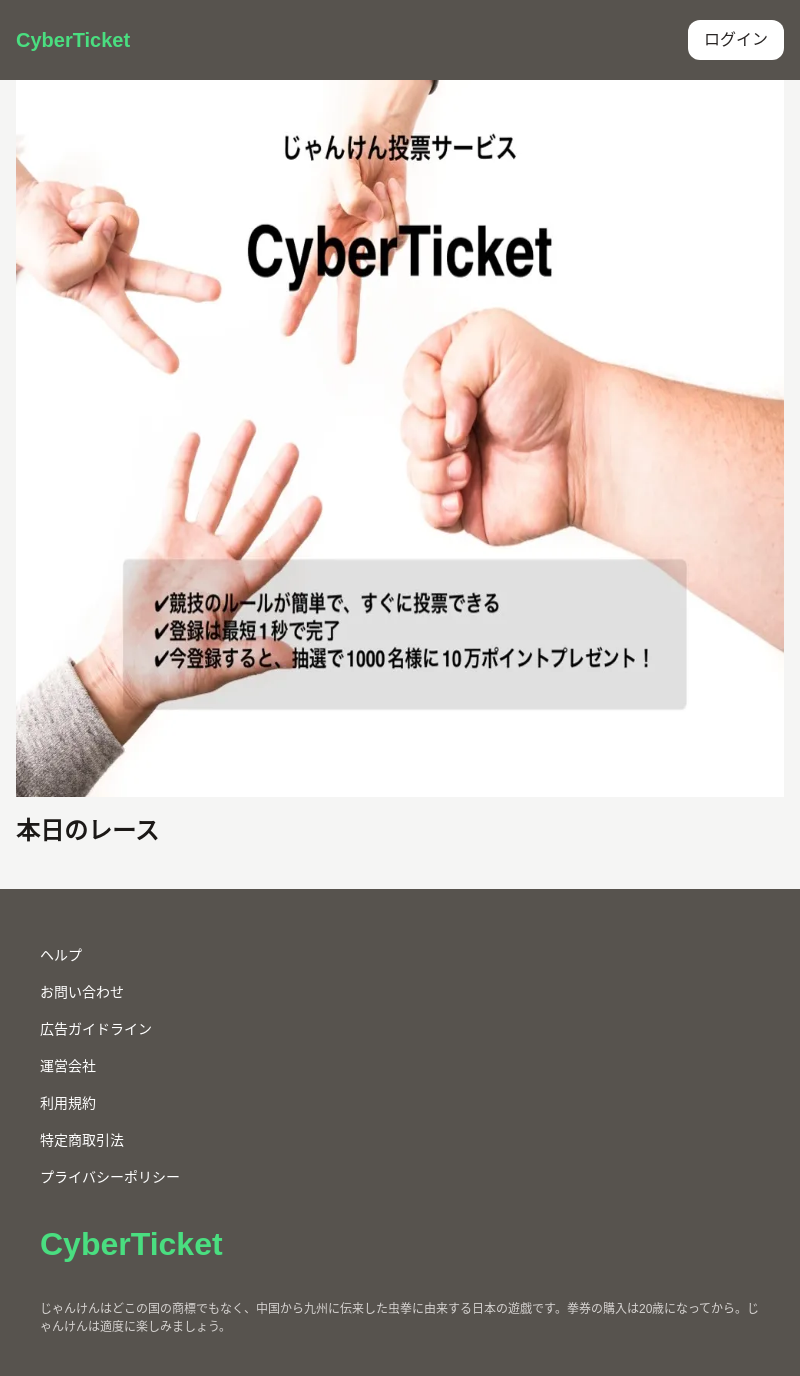 CyberTicket
ログイン
じゃんけん投票サービス
CyberTicket
✔競技のルールが簡単で、すぐに投票できる
✔登録は最短1秒で完了
✔今登録すると、抽選で1000名様に10万ポイントプレゼント！
本日のレース
ヘルプ
お問い合わせ
広告ガイドライン
運営会社
利用規約
特定商取引法
プライバシーポリシー
CyberTicket
じゃんけんはどこの国の商標でもなく、中国から九州に伝来した虫拳に由来する日本の遊戯です。拳券の購入は20歳になってから。じ
ゃんけんは適度に楽しみましょう。